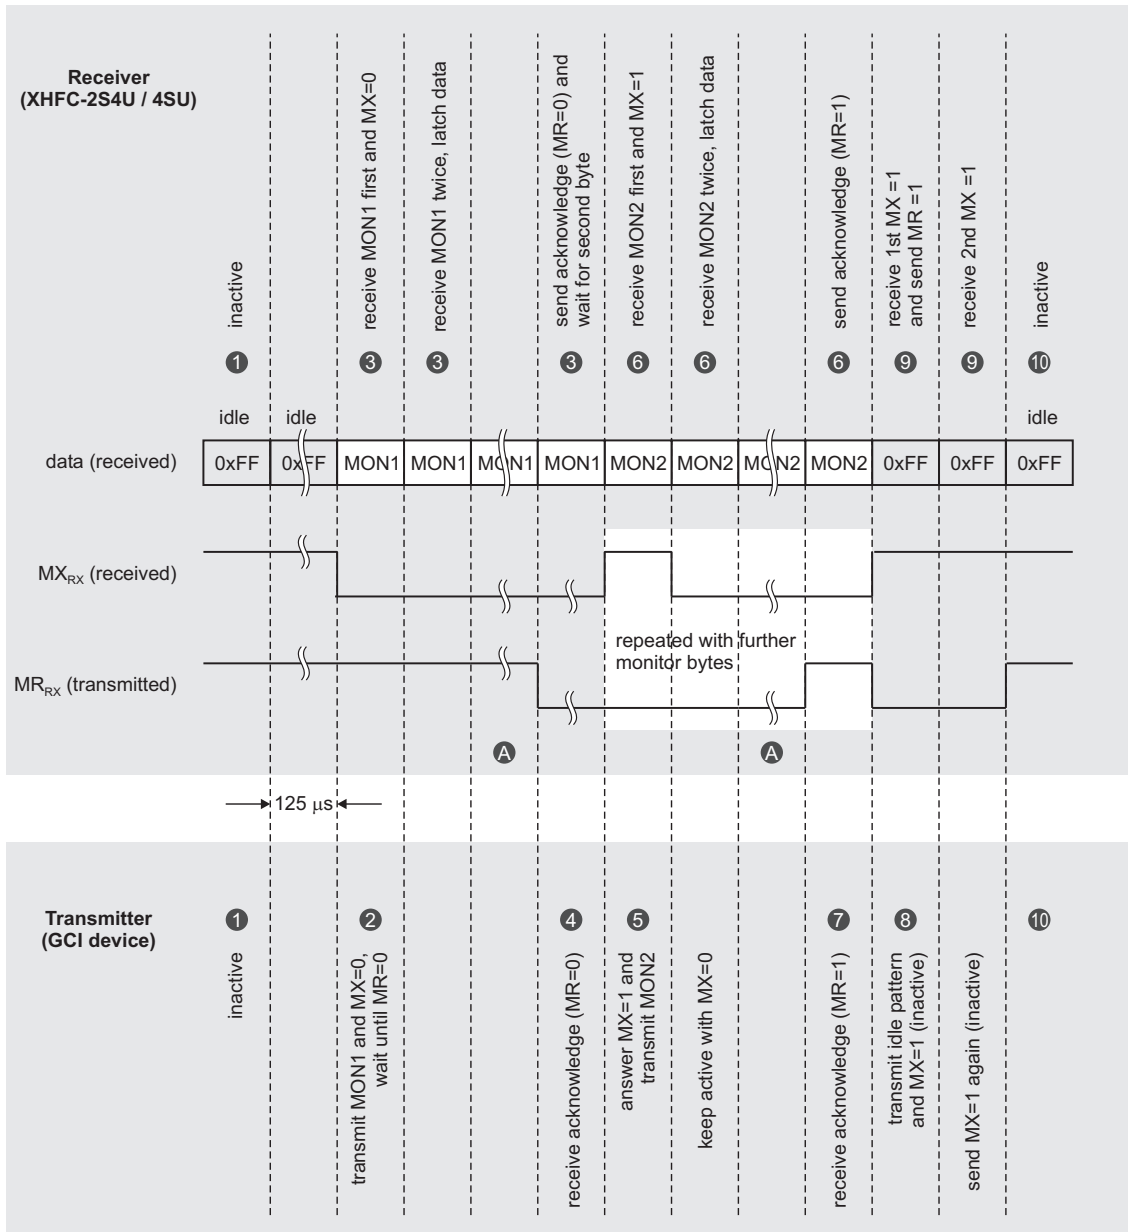 Receiver
(XHFC-2S4U / 4SU)
inactive
receive MON1 first and MX=0
receive MON1 twice, latch data
send acknowledge (MR=0) and
wait for second byte
receive MON2 first and MX=1
receive MON2 twice, latch data
send acknowledge (MR=1)
receive 1st MX =1
and send MR =1
receive 2nd MX =1
inactive
1 3 3 3 6 6 6 9 9 10
idle idle idle
data (received) 0xFF 0xFF MON1 MON1 MON1 MON1 MON2 MON2 MON2 MON2 0xFF 0xFF 0xFF
MXRX (received)
repeated with further
monitor bytes
MRRX (transmitted)
A A
125 µs
Transmitter
(GCI device)
1 2 4 5 7 8 10
inactive
transmit MON1 and MX=0,
wait until MR=0
receive acknowledge (MR=0)
answer MX=1 and
transmit MON2
keep active with MX=0
receive acknowledge (MR=1)
transmit idle pattern
and MX=1 (inactive)
send MX=1 again (inactive)